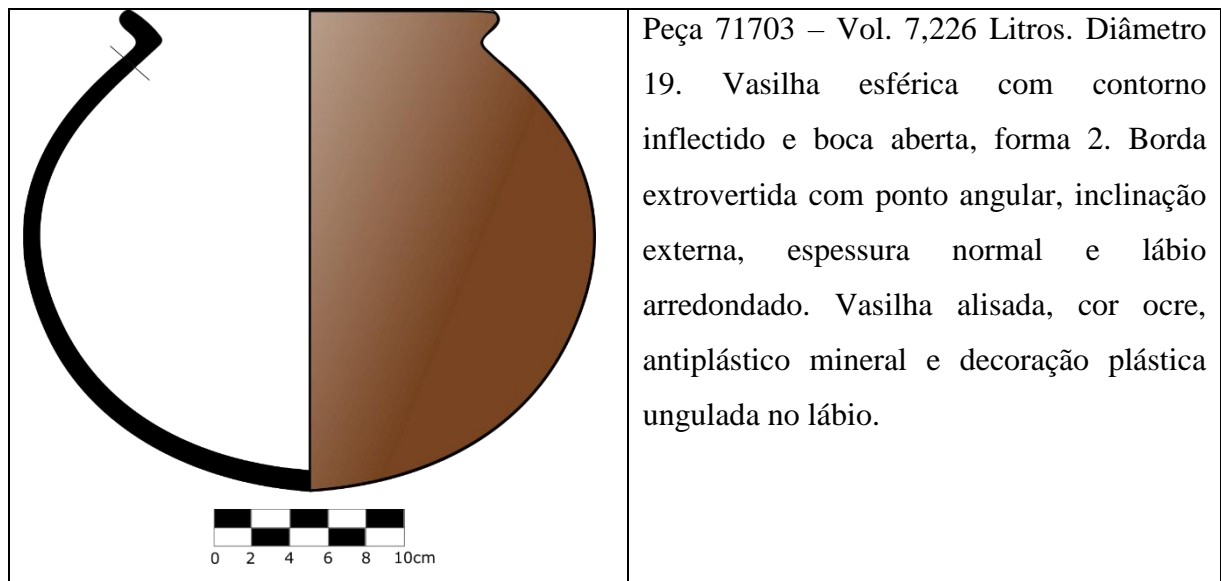 Peça 71703 – Vol. 7,226 Litros. Diâmetro
19. Vasilha esférica com contorno
inflectido e boca aberta, forma 2. Borda
extrovertida com ponto angular, inclinação
externa, espessura normal e lábio
arredondado. Vasilha alisada, cor ocre,
antiplástico mineral e decoração plástica
ungulada no lábio.
0 2 4 6 8 10cm